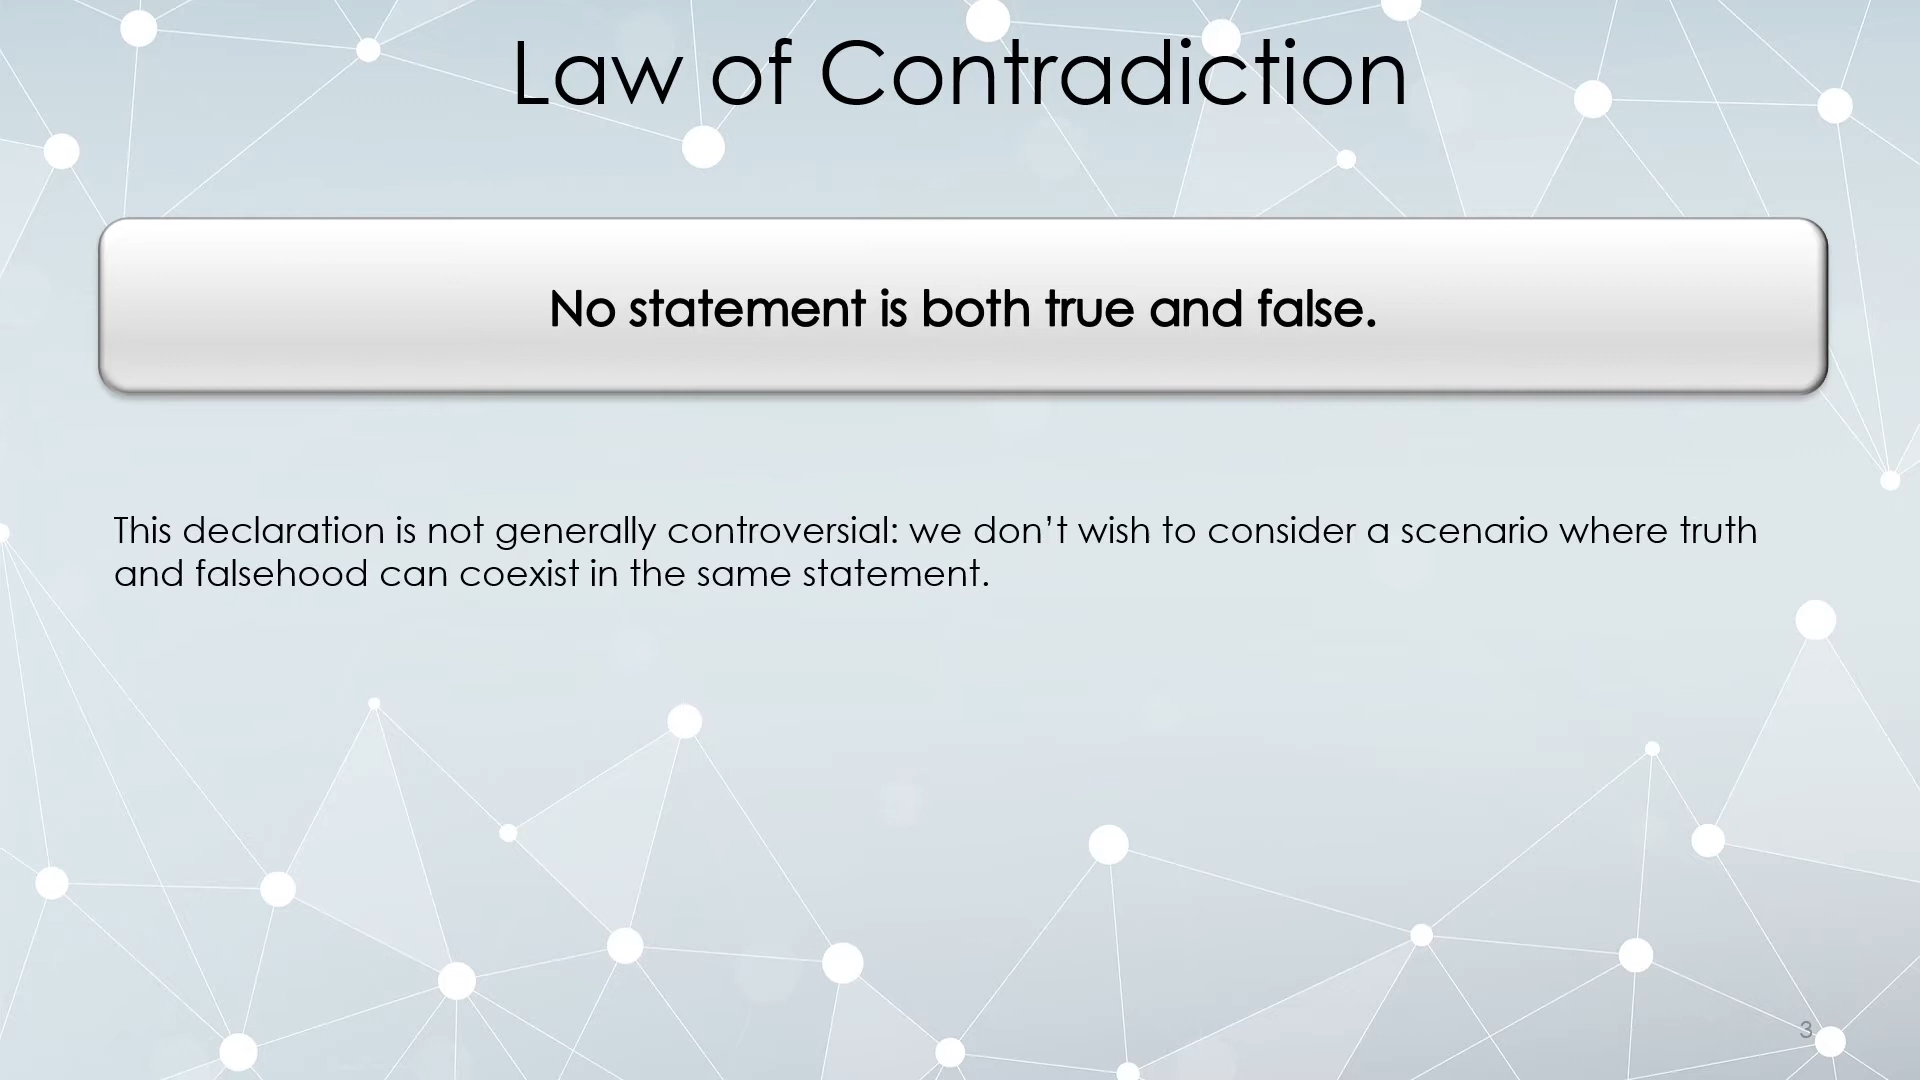 Law of Contradiction
No statement is both true and false.
This declaration is not generally controversial: we don’t wish to consider a scenario where truth
and falsehood can coexist in the same statement.
3